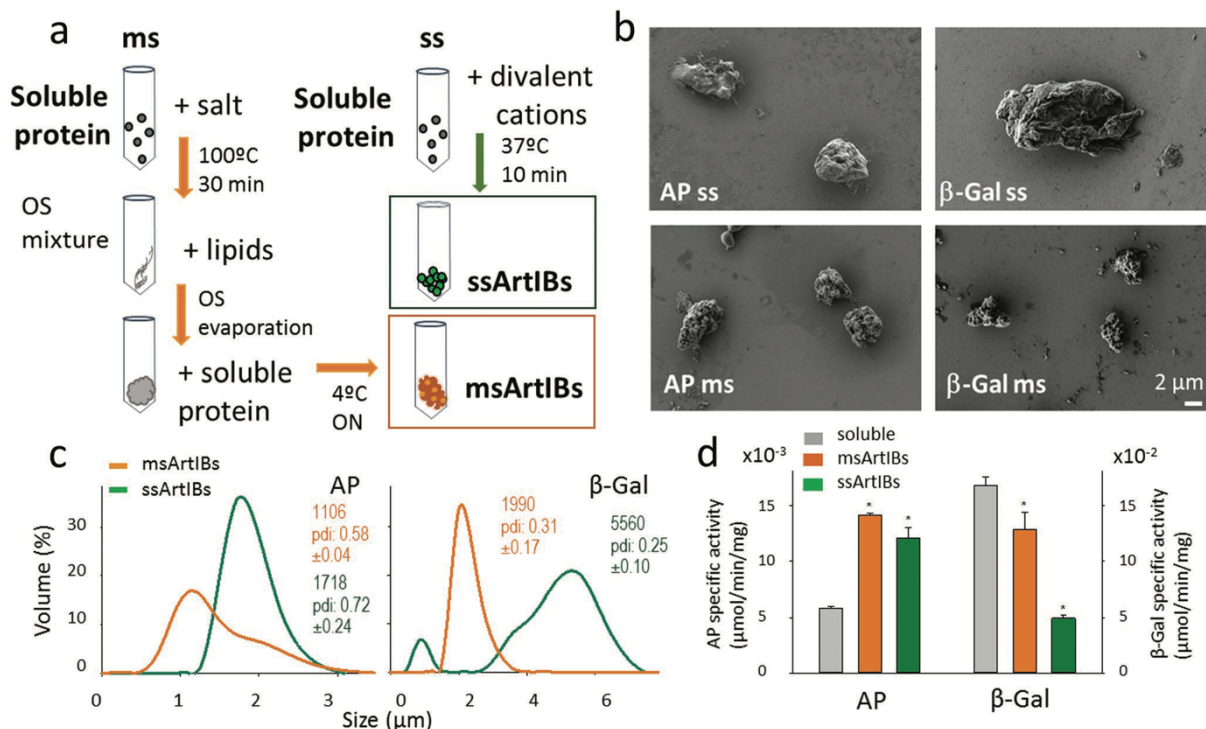 a
ms
Soluble
protein
+ salt
100ºC
30 min
OS
mixture
+ lipids
OS
evaporation
+ soluble
protein
4ºC
ON
ss
Soluble
protein
+ divalent
cations
37ºC
10 min
ssArtIBs
msArtIBs
b
AP ss
β-Gal ss
AP ms
β-Gal ms
2 µm
c
msArtIBs
ssArtIBs
AP
1106
pdi: 0.58
±0.04
1718
pdi: 0.72
±0.24
β-Gal
1990
pdi: 0.31
±0.17
5560
pdi: 0.25
±0.10
Volume (%)
30
20
10
0
0 1 2 3
0 2 4 6
Size (µm)
d
soluble
msArtIBs
ssArtIBs
x10-3
x10-2
AP specific activity
(µmol/min/mg)
15
10
5
0
* *
* *
15
10
5
0
β-Gal specific activity
(µmol/min/mg)
AP
β-Gal